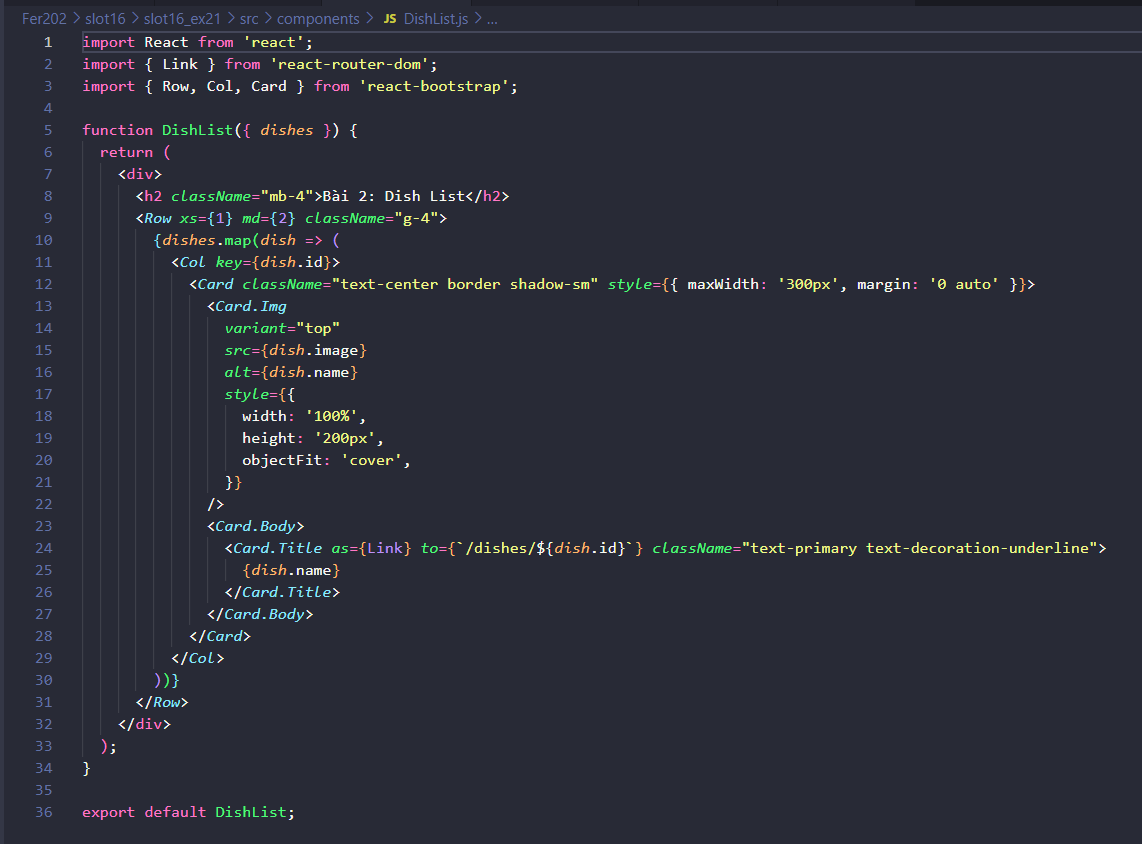 Fer202 > slot16 > slot16_ex21 > src > components > JS DishList.js > ...
1 import React from 'react';
2 import { Link } from 'react-router-dom';
3 import { Row, Col, Card } from 'react-bootstrap';
4
5 function DishList({ dishes }) {
6   return (
7     <div>
8       <h2 className="mb-4">Bài 2: Dish List</h2>
9       <Row xs={1} md={2} className="g-4">
10         {dishes.map(dish => (
11           <Col key={dish.id}>
12             <Card className="text-center border shadow-sm" style={{ maxWidth: '300px', margin: '0 auto' }}>
13               <Card.Img
14                 variant="top"
15                 src={dish.image}
16                 alt={dish.name}
17                 style={{
18                   width: '100%',
19                   height: '200px',
20                   objectFit: 'cover',
21                 }}
22               />
23               <Card.Body>
24                 <Card.Title as={Link} to={`/dishes/${dish.id}`} className="text-primary text-decoration-underline">
25                   {dish.name}
26                 </Card.Title>
27               </Card.Body>
28             </Card>
29           </Col>
30         ))}
31       </Row>
32     </div>
33   );
34 }
35
36 export default DishList;